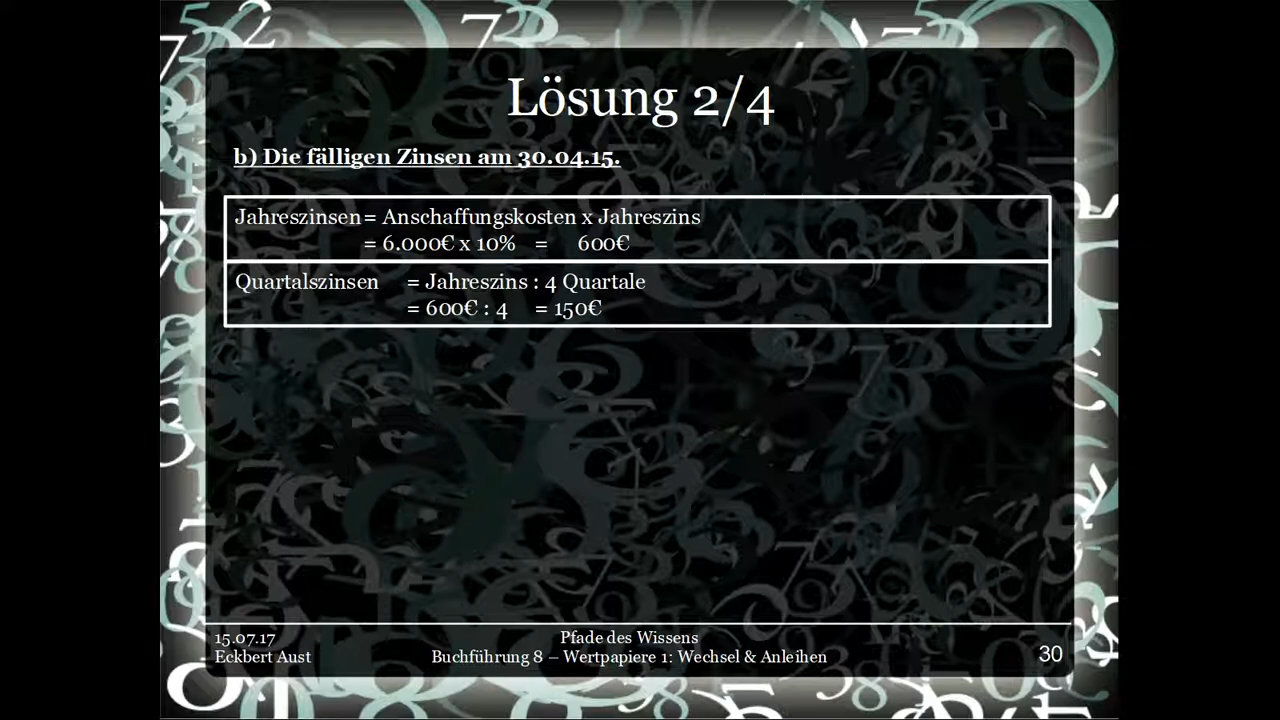 Lösung 2/4
b) Die fälligen Zinsen am 30.04.15.
Jahreszinsen = Anschaffungskosten x Jahreszins
= 6.000€ x 10% = 600€
Quartalszinsen = Jahreszins : 4 Quartale
= 600€ : 4 = 150€
15.07.17
Eckbert Aust
Pfade des Wissens
Buchführung 8 – Wertpapiere 1: Wechsel & Anleihen
30